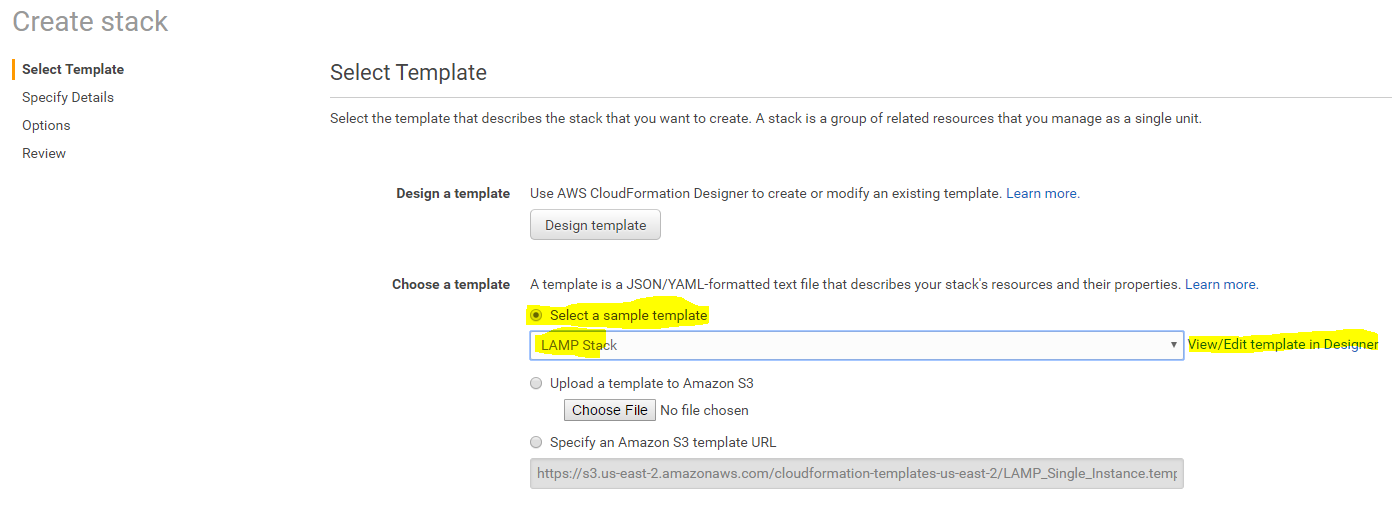 Create stack
Select Template
Specify Details
Options
Review
Select Template
Select the template that describes the stack that you want to create. A stack is a group of related resources that you manage as a single unit.
Design a template Use AWS CloudFormation Designer to create or modify an existing template. Learn more.
Design template
Choose a template A template is a JSON/YAML-formatted text file that describes your stack's resources and their properties. Learn more.
Select a sample template
LAMP Stack View/Edit template in Designer
Upload a template to Amazon S3
Choose File No file chosen
Specify an Amazon S3 template URL
https://s3.us-east-2.amazonaws.com/cloudformation-templates-us-east-2/LAMP_Single_Instance.temp